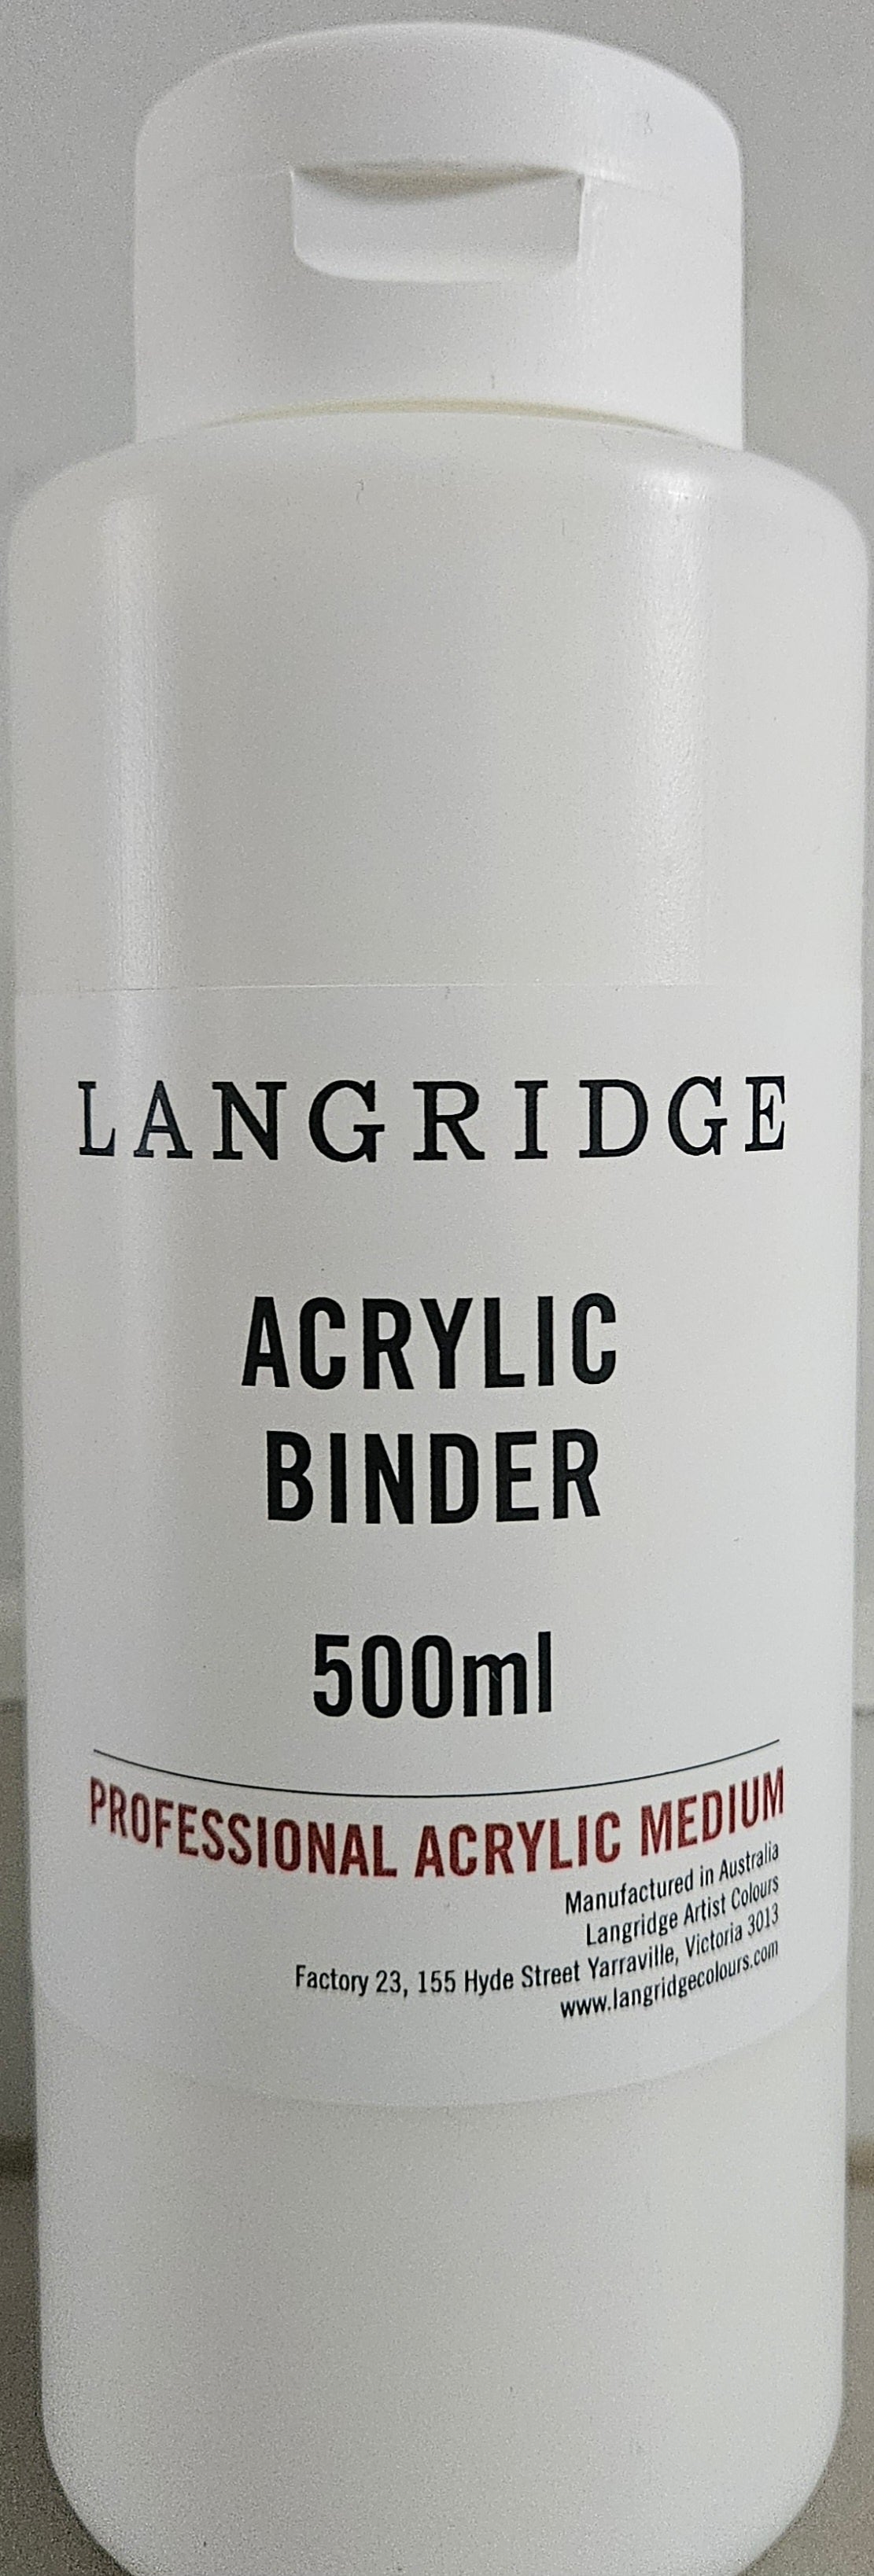 LANGRIDGE
ACRYLIC
BINDER
500ml
PROFESSIONAL ACRYLIC MEDIUM
Manufactured in Australia
Langridge Artist Colours
Factory 23, 155 Hyde Street Yarraville, Victoria 3013
www.langridgecolours.com